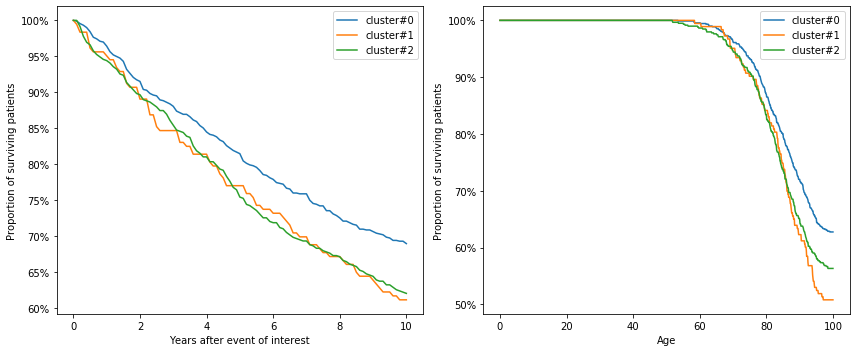 100%
95%
90%
85%
80%
75%
70%
65%
60%
Proportion of surviving patients
0
2
4
6
8
10
Years after event of interest
cluster#0
cluster#1
cluster#2
100%
90%
80%
70%
60%
50%
Proportion of surviving patients
0
20
40
60
80
100
Age
cluster#0
cluster#1
cluster#2